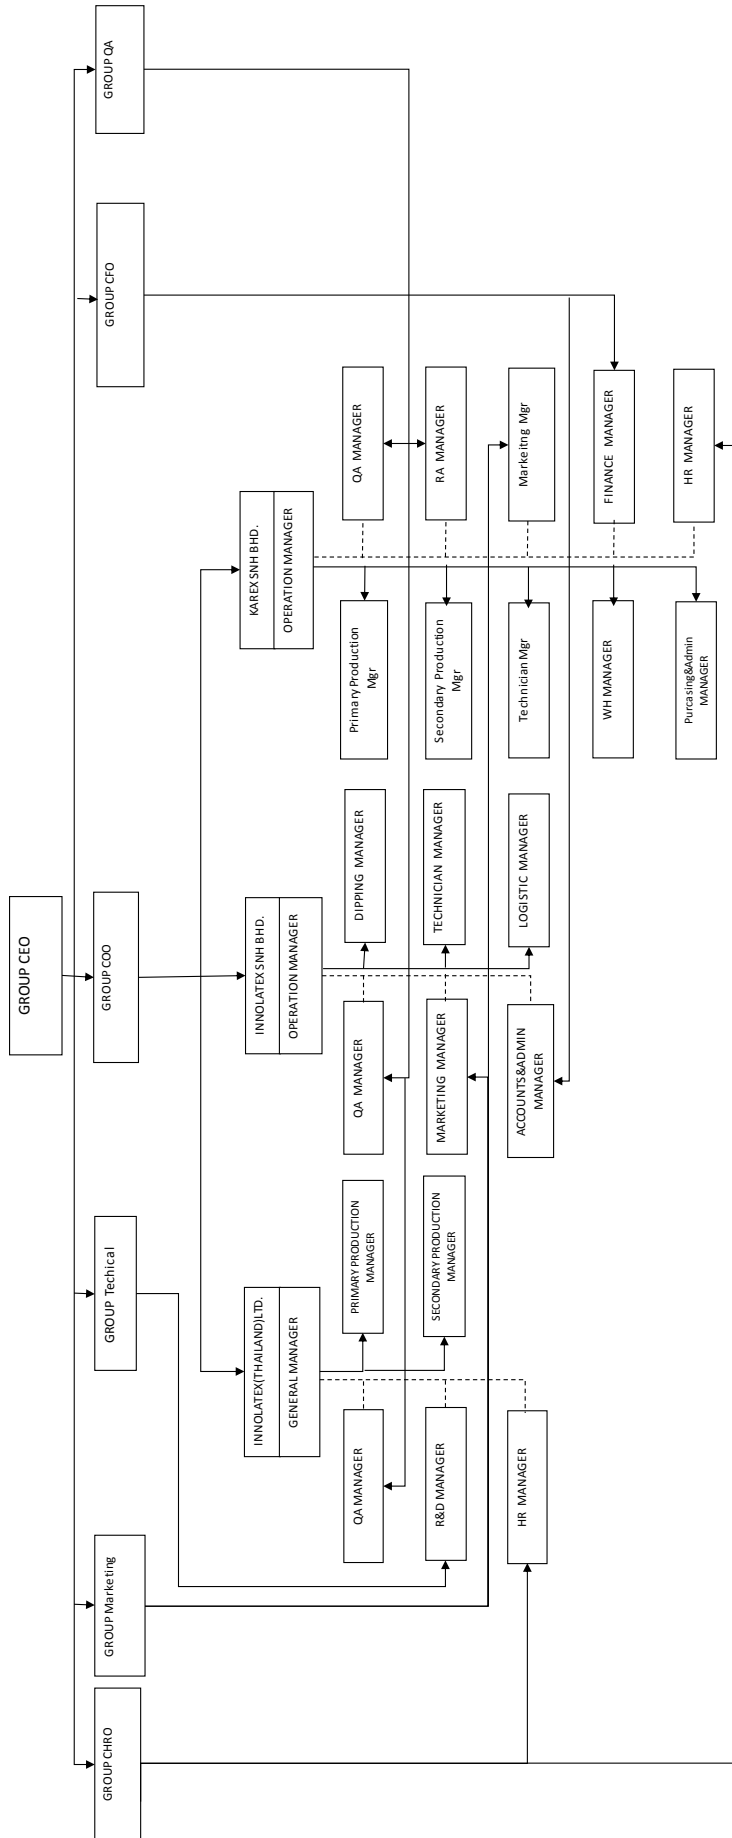 GROUP CEO
GROUP CHRO
GROUP Marketing
GROUP Techical
GROUP COO
GROUP CFO
GROUP QA
INNOLATEX(THAILAND)LTD.
GENERAL MANAGER
INNOLATEX SNH BHD.
OPERATION MANAGER
KAREX SNH BHD.
OPERATION MANAGER
QA MANAGER
PRIMARY PRODUCTION
MANAGER
QA MANAGER
DIPPING MANAGER
Primary Production
Mgr
QA MANAGER
R&D MANAGER
SECONDARY PRODUCTION
MANAGER
MARKETING MANAGER
TECHNICIAN MANAGER
Secondary Production
Mgr
RA MANAGER
HR MANAGER
ACCOUNTS&ADMIN
MANAGER
LOGISTIC MANAGER
Technician Mgr
Markeitng Mgr
WH MANAGER
FINANCE MANAGER
Purcasing&Admin
MANAGER
HR MANAGER